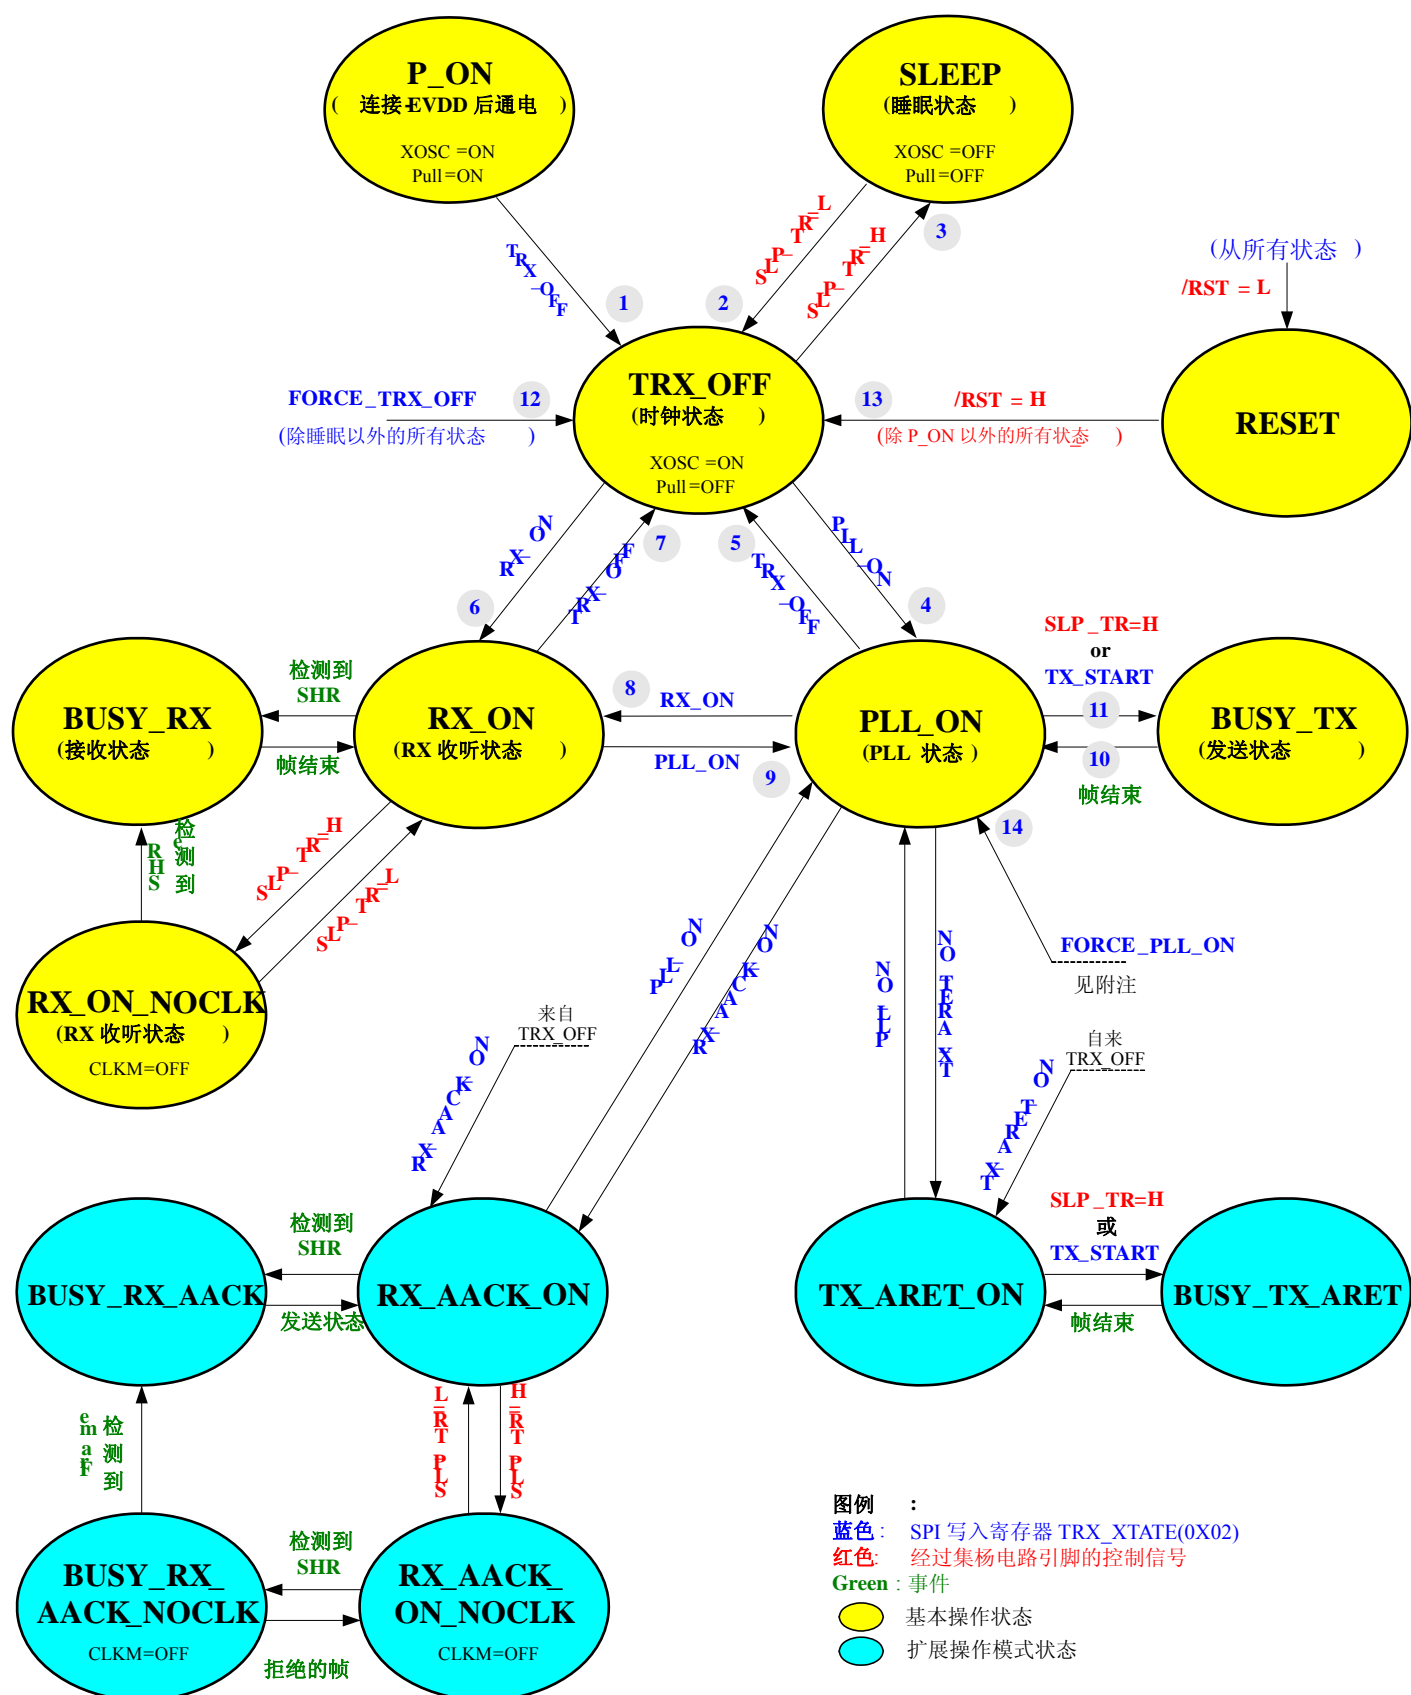 P_ON
( 连接EVDD 后通电 )
XOSC =ON
Pull=ON
SLEEP
(睡眠状态 )
XOSC =OFF
Pull=OFF
TRX_OFF
1
2
SLP_TR=L
SLP_TR=H
3
(从所有状态 )
/RST = L
TRX_OFF
(时钟状态 )
XOSC =ON
Pull=OFF
FORCE_TRX_OFF
12
(除睡眠以外的所有状态 )
13
/RST = H
(除 P_ON 以外的所有状态 )
RESET
RX_ON
6
TRX_OFF
7
5
TRX_OFF
PLL_ON
4
BUSY_RX
(接收状态 )
检测到
SHR
帧结束
RX_ON
(RX 收听状态 )
8
RX_ON
PLL_ON
9
PLL_ON
(PLL 状态 )
SLP_TR=H
or
TX_START
11
10
帧结束
BUSY_TX
(发送状态 )
14
FORCE_PLL_ON
见附注
检测到
SHR
e
SLP_TR=H
SLP_TR=L
RX_ON_NOCLK
(RX 收听状态 )
CLKM=OFF
PLL_ON
RX_AACK_ON
PLL_ON
TX_ARET_ON
来自
TRX_OFF
RX_AACK_ON
自来
TRX_OFF
TX_ARET_ON
BUSY_RX_AACK
检测到
SHR
发送状态
RX_AACK_ON
TX_ARET_ON
SLP_TR=H
或
TX_START
帧结束
BUSY_TX_ARET
Frame
检测到
SLP_TR=L
SLP_TR=H
BUSY_RX_
AACK_NOCLK
CLKM=OFF
检测到
SHR
拒绝的帧
RX_AACK_
ON_NOCLK
CLKM=OFF
图例 :
蓝色 : SPI 写入寄存器 TRX_XTATE(0X02)
红色: 经过集杨电路引脚的控制信号
Green : 事件
基本操作状态
扩展操作模式状态